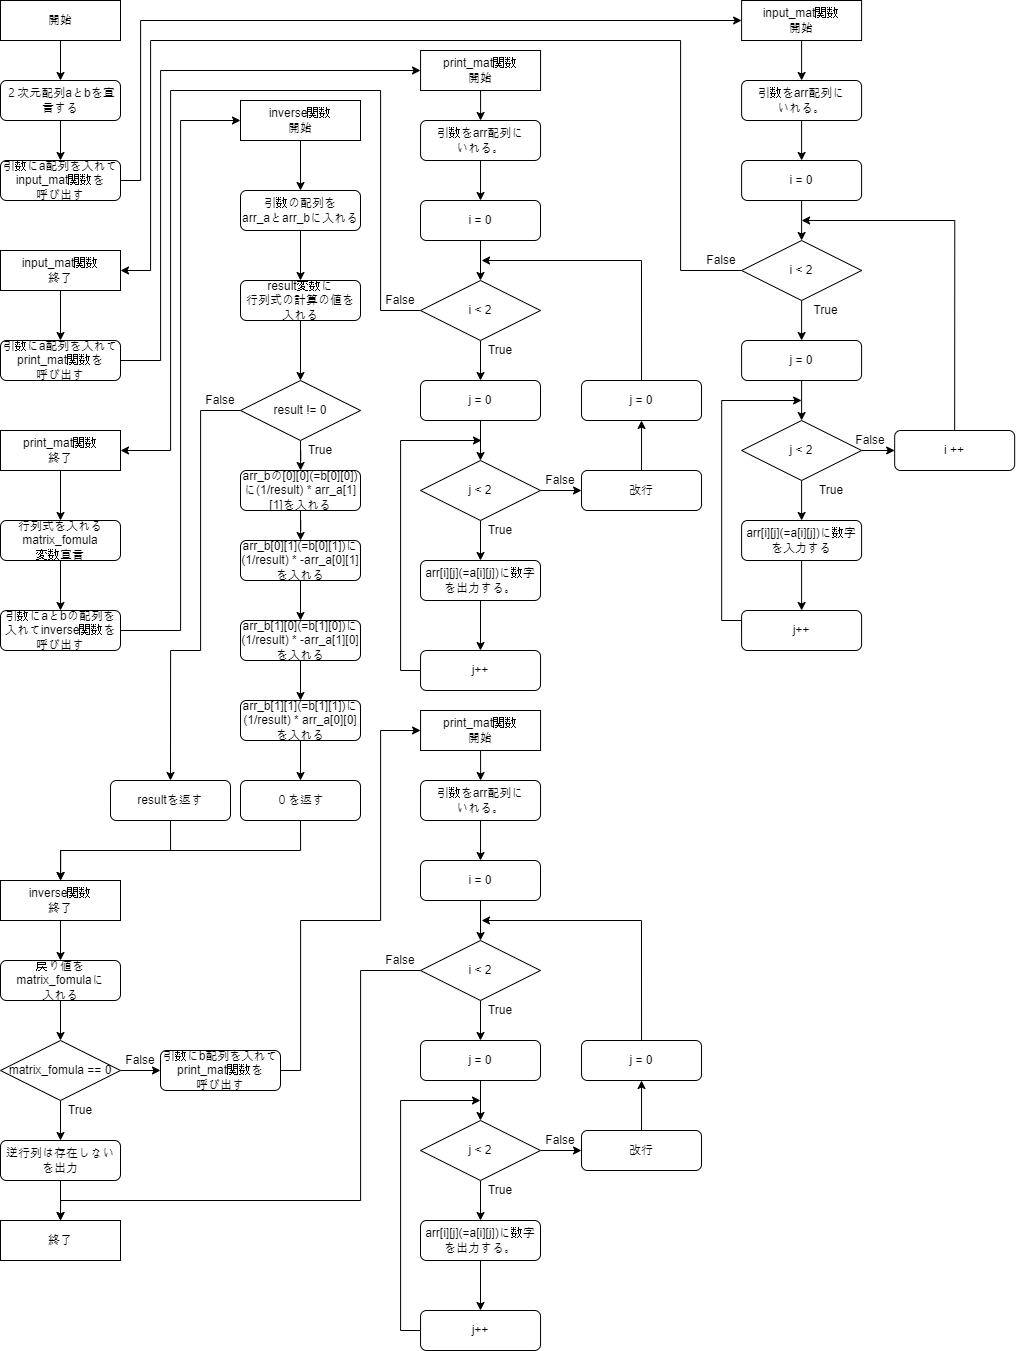 開始
２次元配列aとbを宣
言する
引数にa配列を入れて
input_mat関数を
呼び出す
input_mat関数
終了
引数にa配列を入れて
print_mat関数を
呼び出す
print_mat関数
終了
行列式を入れる
matrix_fomula
変数宣言
引数にaとbの配列を
入れてinverse関数を
呼び出す
inverse関数
開始
引数の配列を
arr_aとarr_bに入れる
result変数に
行列式の計算の値を
入れる
result != 0
False
True
arr_bの[0][0](=b[0][0])
に(1/result) * arr_a[1]
[1]を入れる
arr_b[0][1](=b[0][1])に
(1/result) * -arr_a[0][1]
を入れる
arr_b[1][0](=b[1][0])に
(1/result) * -arr_a[1][0]
を入れる
arr_b[1][1](=b[1][1])に
(1/result) * arr_a[0][0]
を入れる
resultを返す
０を返す
inverse関数
終了
戻り値を
matrix_fomulaに
入れる
matrix_fomula == 0
False
True
引数にb配列を入れて
print_mat関数を
呼び出す
逆行列は存在しない
を出力
終了
print_mat関数
開始
引数をarr配列に
いれる。
i = 0
i < 2
False
True
j = 0
j = 0
j < 2
False
True
改行
arr[i][j](=a[i][j])に数字
を出力する。
j++
print_mat関数
開始
引数をarr配列に
いれる。
i = 0
i < 2
False
True
j = 0
j = 0
j < 2
False
True
改行
arr[i][j](=a[i][j])に数字
を出力する。
j++
input_mat関数
開始
引数をarr配列に
いれる。
i = 0
i < 2
False
True
j = 0
j < 2
False
True
i ++
arr[i][j](=a[i][j])に数字
を入力する
j++